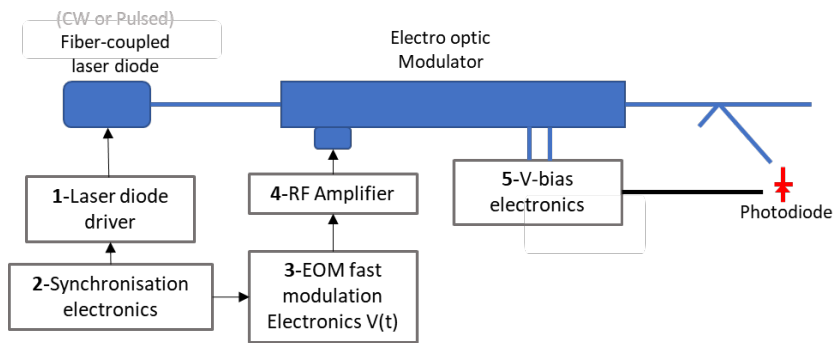 (CW or Pulsed)
Fiber-coupled
laser diode
Electro optic
Modulator
1-Laser diode
driver
4-RF Amplifier
5-V-bias
electronics
Photodiode
2-Synchronisation
electronics
3-EOM fast
modulation
Electronics V(t)